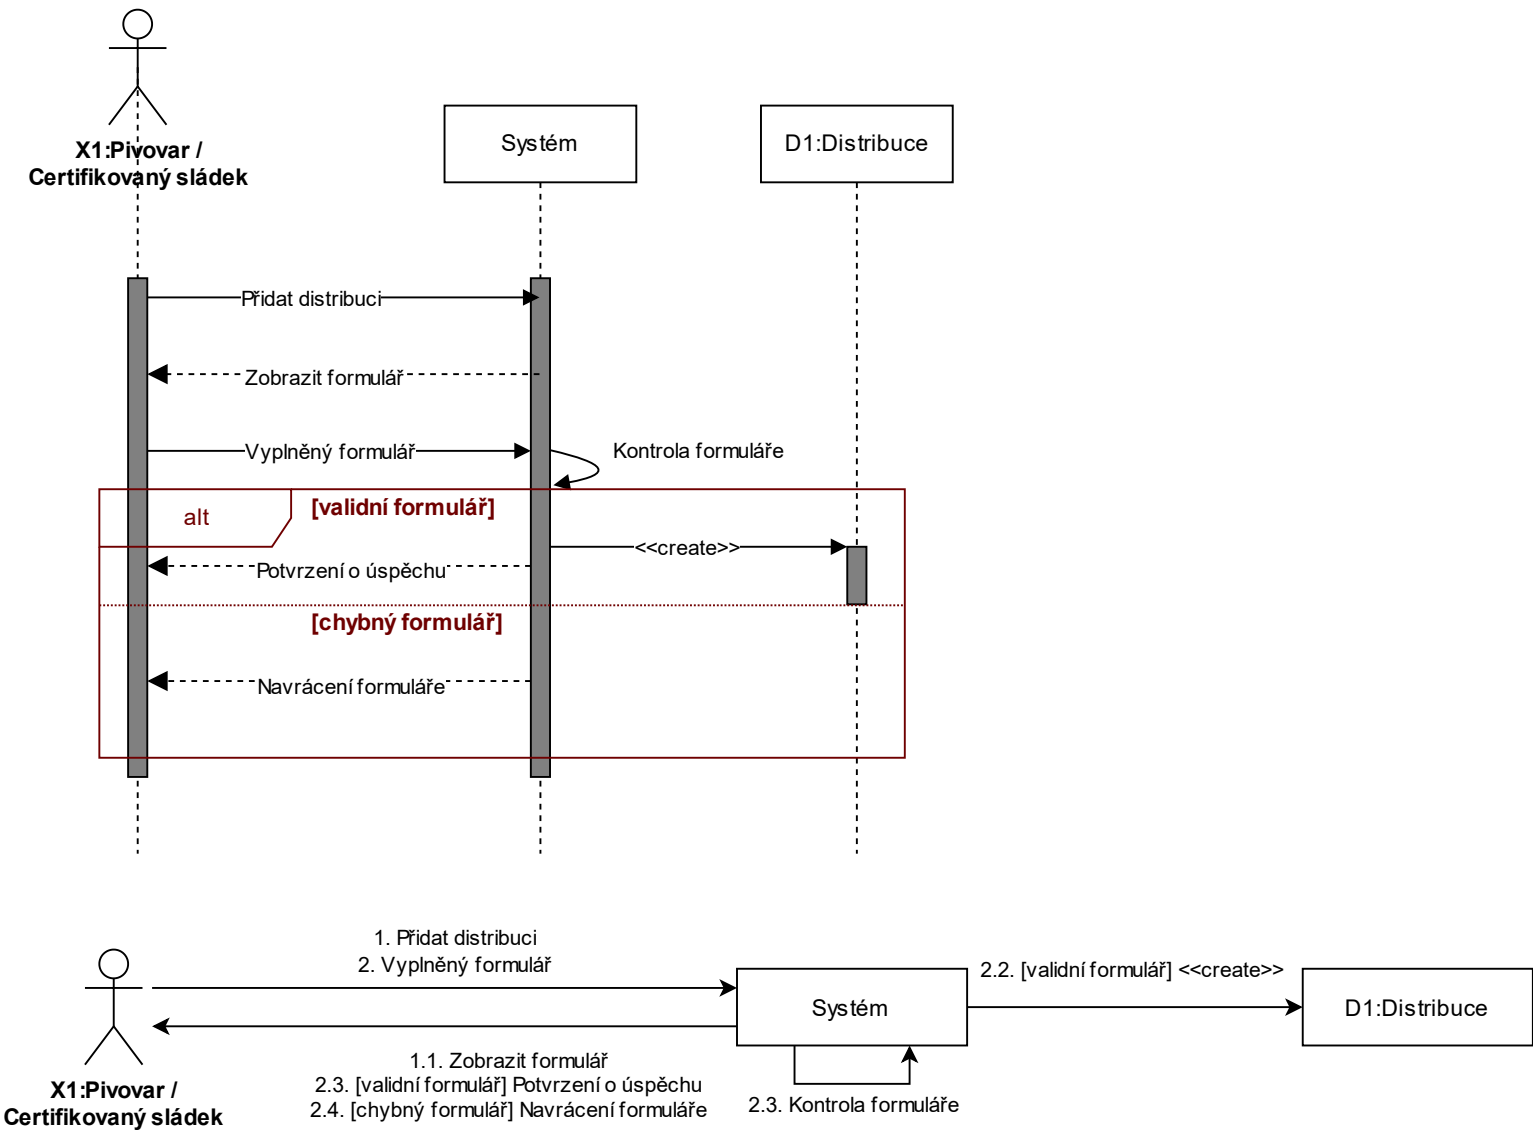 X1:Pivovar /
Certifikovaný sládek
Systém
D1:Distribuce
Přidat distribuci
Zobrazit formulář
Vyplněný formulář
Kontrola formuláře
alt
[validní formulář]
<<create>>
Potvrzení o úspěchu
[chybný formulář]
Navrácení formuláře
1. Přidat distribuci
2. Vyplněný formulář
2.2. [validní formulář] <<create>>
Systém
D1:Distribuce
1.1. Zobrazit formulář
2.3. [validní formulář] Potvrzení o úspěchu
2.4. [chybný formulář] Navrácení formuláře
2.3. Kontrola formuláře
X1:Pivovar /
Certifikovaný sládek